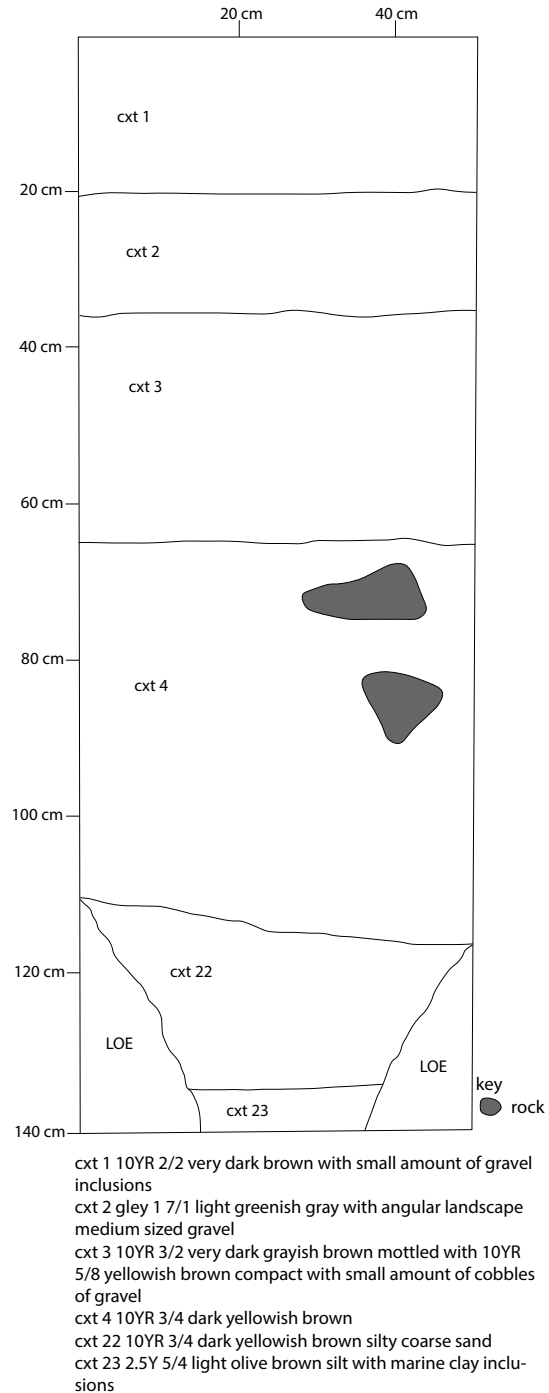 20 cm
40 cm
cxt 1
20 cm
cxt 2
40 cm
cxt 3
60 cm
80 cm
cxt 4
100 cm
120 cm
cxt 22
LOE
LOE
key
rock
cxt 23
140 cm
cxt 1 10YR 2/2 very dark brown with small amount of gravel
inclusions
cxt 2 gley 1 7/1 light greenish gray with angular landscape
medium sized gravel
cxt 3 10YR 3/2 very dark grayish brown mottled with 10YR
5/8 yellowish brown compact with small amount of cobbles
of gravel
cxt 4 10YR 3/4 dark yellowish brown
cxt 22 10YR 3/4 dark yellowish brown silty coarse sand
cxt 23 2.5Y 5/4 light olive brown silt with marine clay inclu-
sions